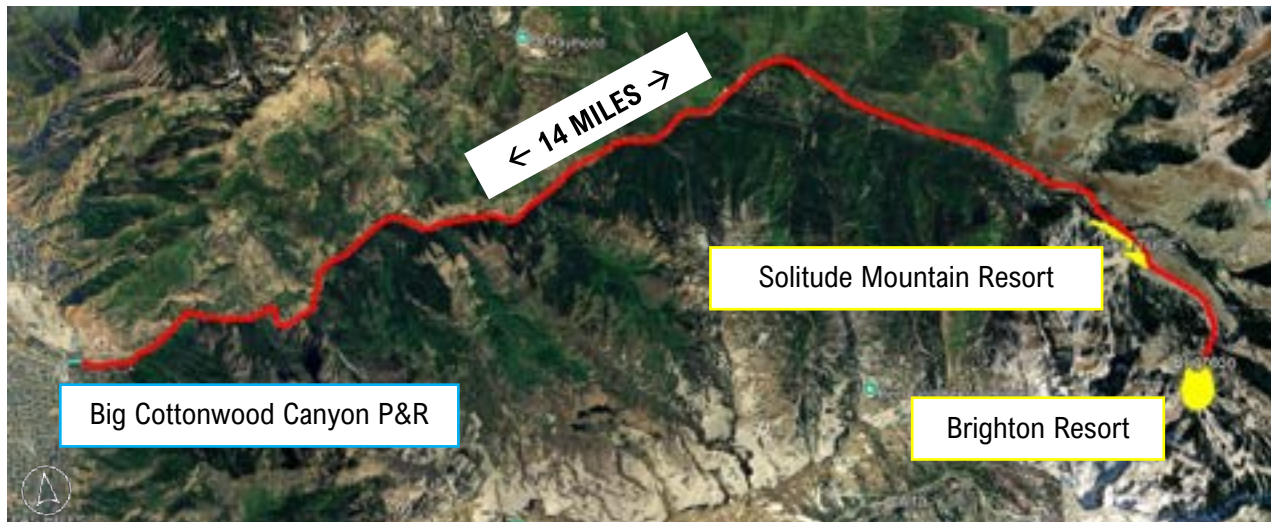 ← 14 MILES →
Solitude Mountain Resort
Big Cottonwood Canyon P&R
Brighton Resort